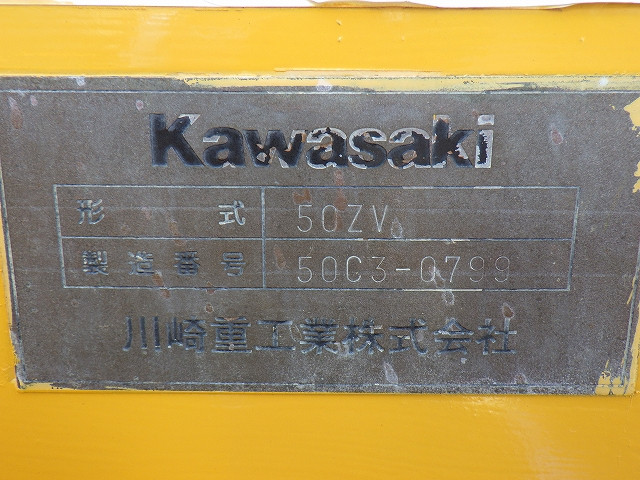 Kawasaki
形式 50ZV
製造番号 50C3-0799
川崎重工業株式会社